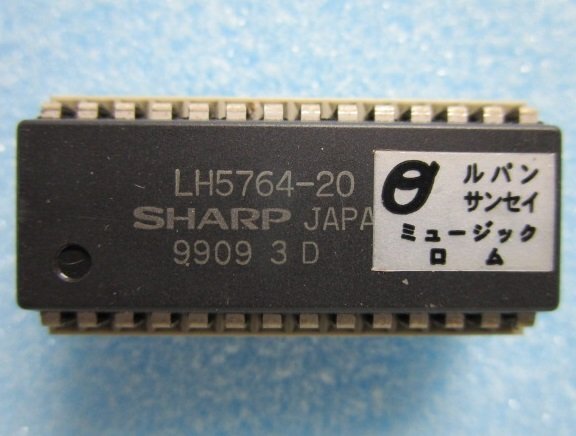 LH5764-20
SHARP JAPA
9909 3 D
ルパン
サンセイ
ミュージック
ロム